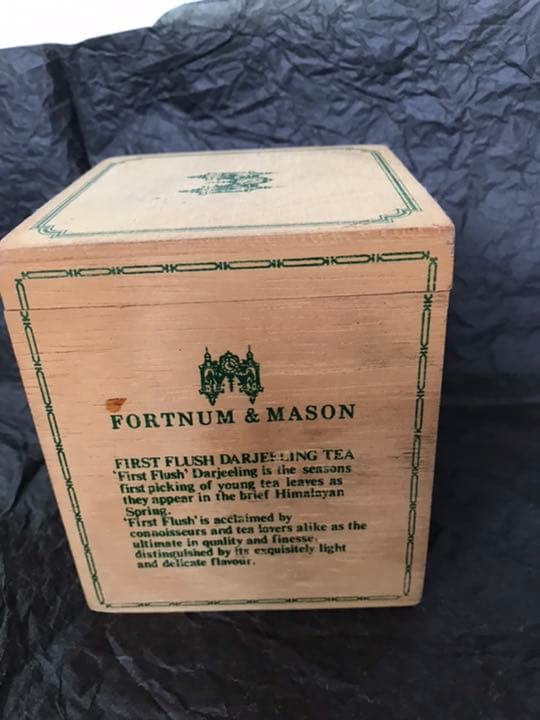 FORTNUM & MASON
FIRST FLUSH DARJEELING TEA
'First Flush' Darjeeling is the seasons
first picking of young tea leaves as
they appear in the brief Himalayan
Spring.
'First Flush' is acclaimed by
connoisseurs and tea lovers alike as the
ultimate in quality and finesse,
distinguished by its exquisitely light
and delicate flavour.